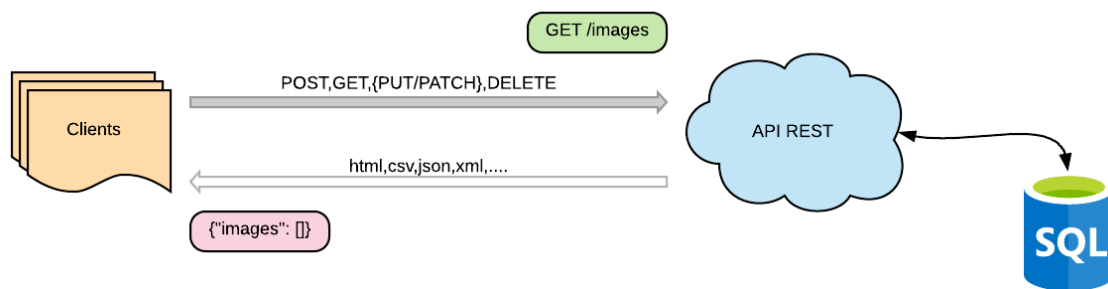 GET /images
POST,GET,{PUT/PATCH},DELETE
Clients
API REST
html,csv,json,xml,....
{"images": []}
SQL